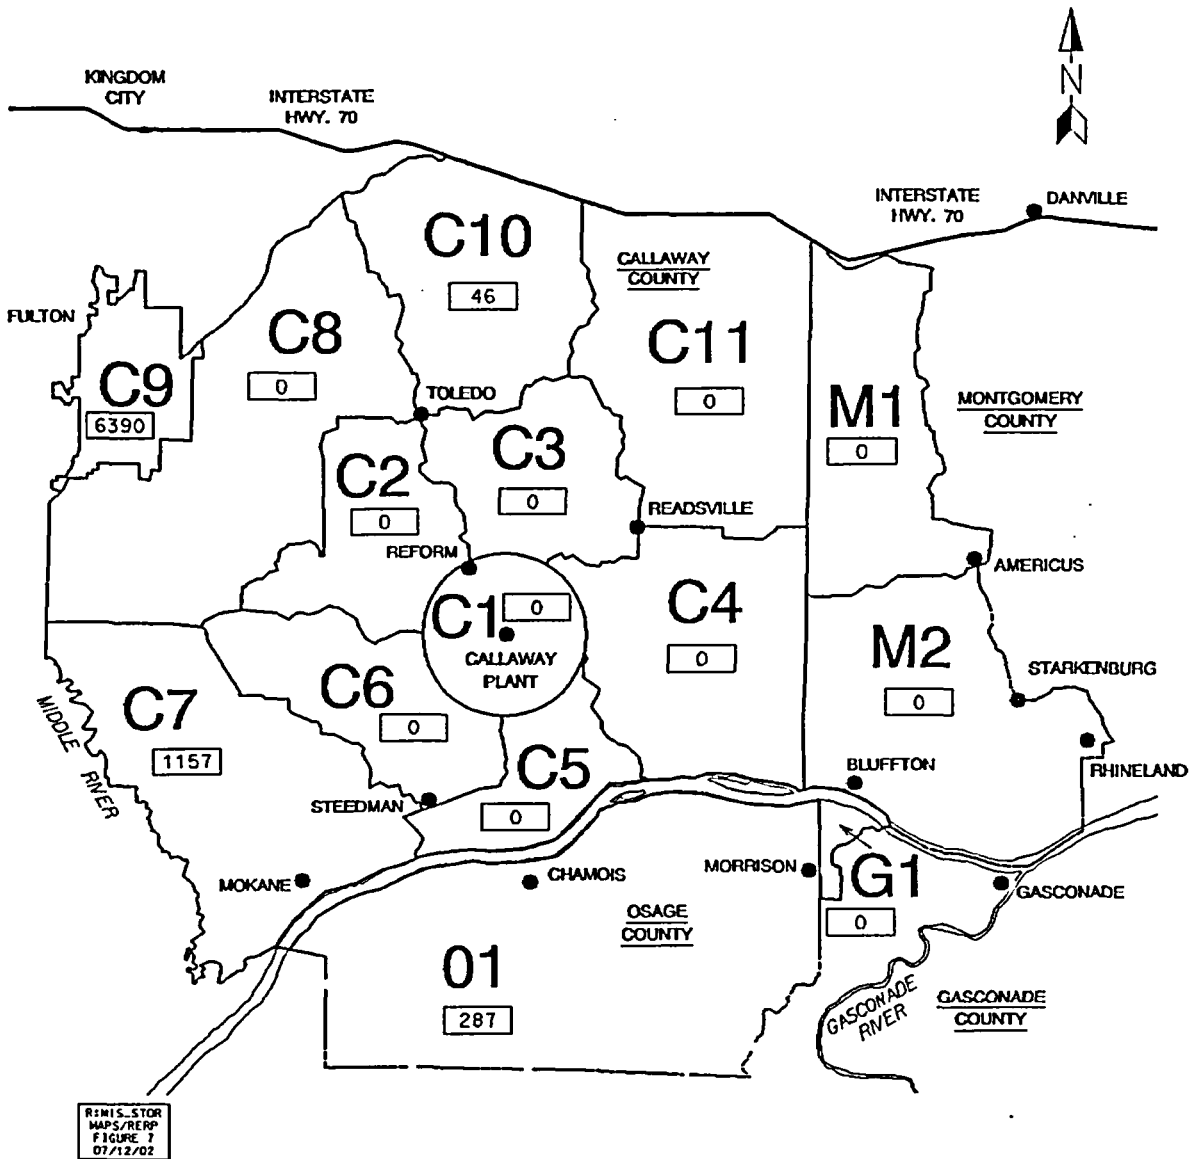 N
KINGDOM
CITY
INTERSTATE
HWY. 70
INTERSTATE
HWY. 70
DANVILLE
C10
46
CALLAWAY
COUNTY
FULTON
C8
0
C11
0
C9
6390
M1
0
MONTGOMERY
COUNTY
TOLEDO
C3
0
C2
0
READSVILLE
REFORM
AMERICUS
C1
0
CALLAWAY
PLANT
C4
0
M2
0
STARKENBURG
C6
0
C7
1157
MIDDLE RIVER
C5
0
STEEDMAN
BLUFFTON
RHINELAND
MOKANE
CHAMOIS
MORRISON
G1
0
GASCONADE
OSAGE
COUNTY
01
287
GASCONADE
RIVER
GASCONADE
COUNTY
R:MIS_STOR
MAPS/RERP
FIGURE 7
07/12/02